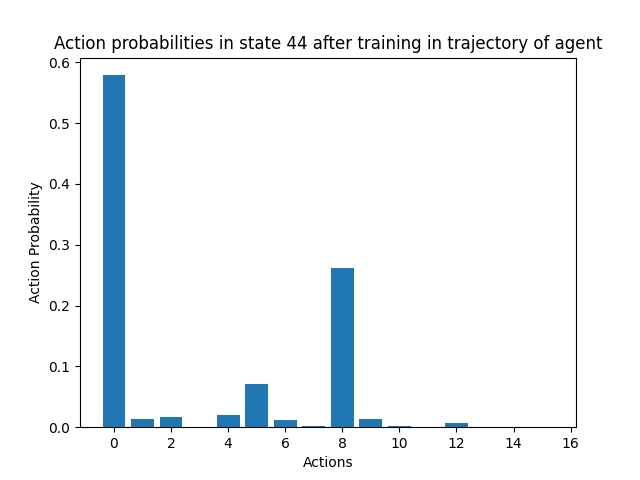 Action probabilities in state 44 after training in trajectory of agent
0.6
0.5
0.4
0.3
0.2
0.1
0.0
Action Probability
0 2 4 6 8 10 12 14 16
Actions